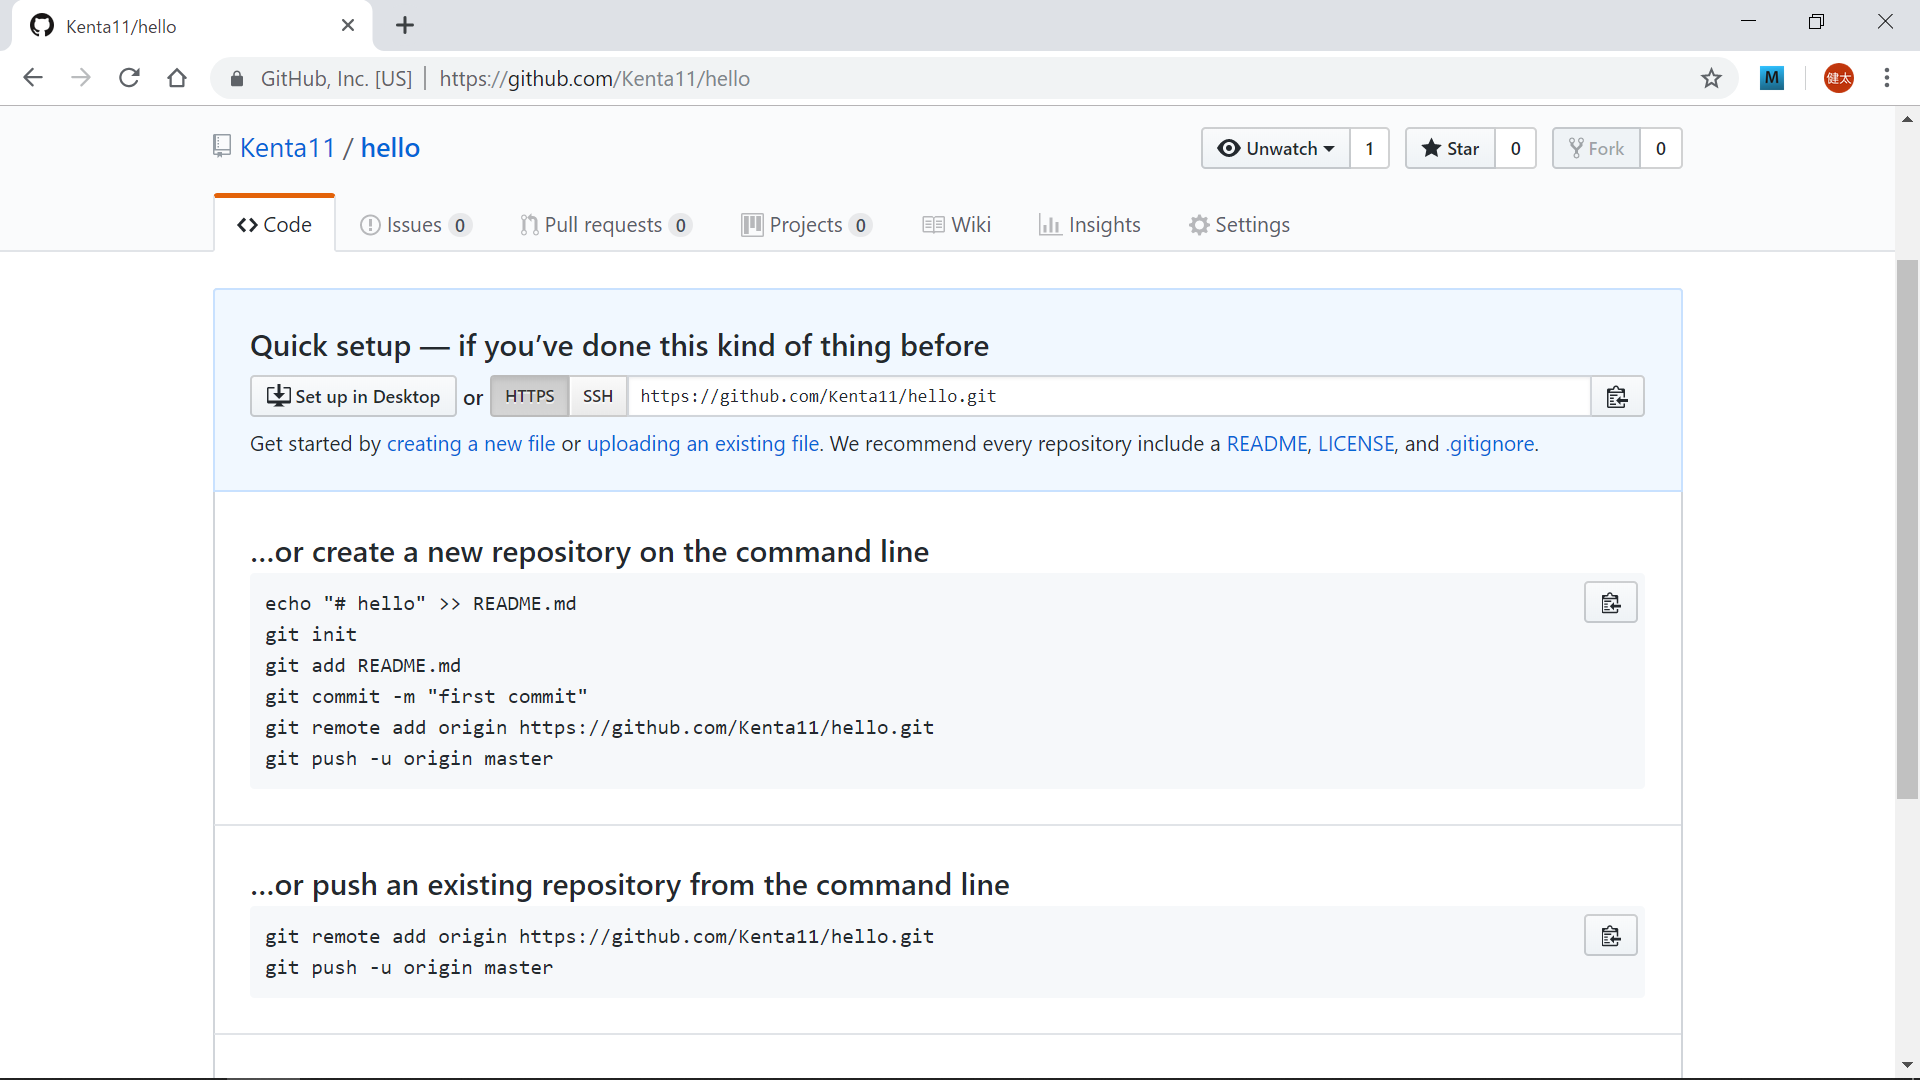 Kenta11/hello
GitHub, Inc. [US] | https://github.com/Kenta11/hello
M
健太
Kenta11 / hello
Unwatch 1
Star 0
Fork 0
<> Code
Issues 0
Pull requests 0
Projects 0
Wiki
Insights
Settings
Quick setup — if you’ve done this kind of thing before
Set up in Desktop or HTTPS SSH https://github.com/Kenta11/hello.git
Get started by creating a new file or uploading an existing file. We recommend every repository include a README, LICENSE, and .gitignore.
…or create a new repository on the command line
echo "# hello" >> README.md
git init
git add README.md
git commit -m "first commit"
git remote add origin https://github.com/Kenta11/hello.git
git push -u origin master
…or push an existing repository from the command line
git remote add origin https://github.com/Kenta11/hello.git
git push -u origin master